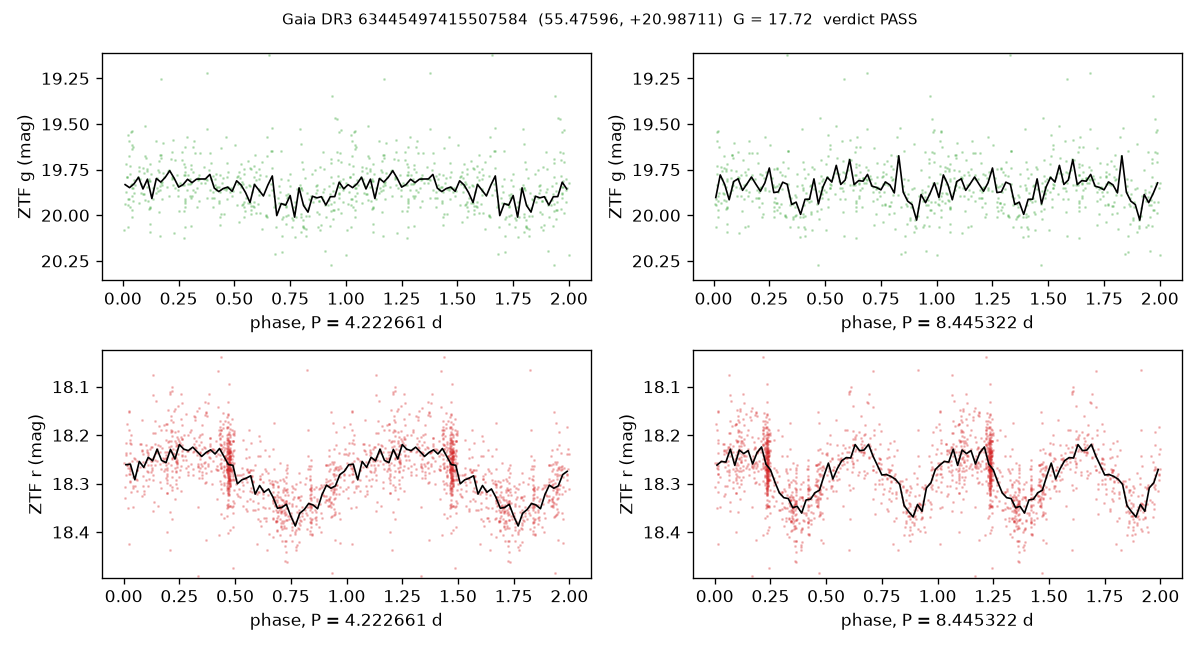 Gaia DR3 63445497415507584 (55.47596, +20.98711) G = 17.72 verdict PASS
ZTF g (mag)
19.25
19.50
19.75
20.00
20.25
0.00 0.25 0.50 0.75 1.00 1.25 1.50 1.75 2.00
phase, P = 4.222661 d
ZTF g (mag)
19.25
19.50
19.75
20.00
20.25
0.00 0.25 0.50 0.75 1.00 1.25 1.50 1.75 2.00
phase, P = 8.445322 d
ZTF r (mag)
18.1
18.2
18.3
18.4
0.00 0.25 0.50 0.75 1.00 1.25 1.50 1.75 2.00
phase, P = 4.222661 d
ZTF r (mag)
18.1
18.2
18.3
18.4
0.00 0.25 0.50 0.75 1.00 1.25 1.50 1.75 2.00
phase, P = 8.445322 d